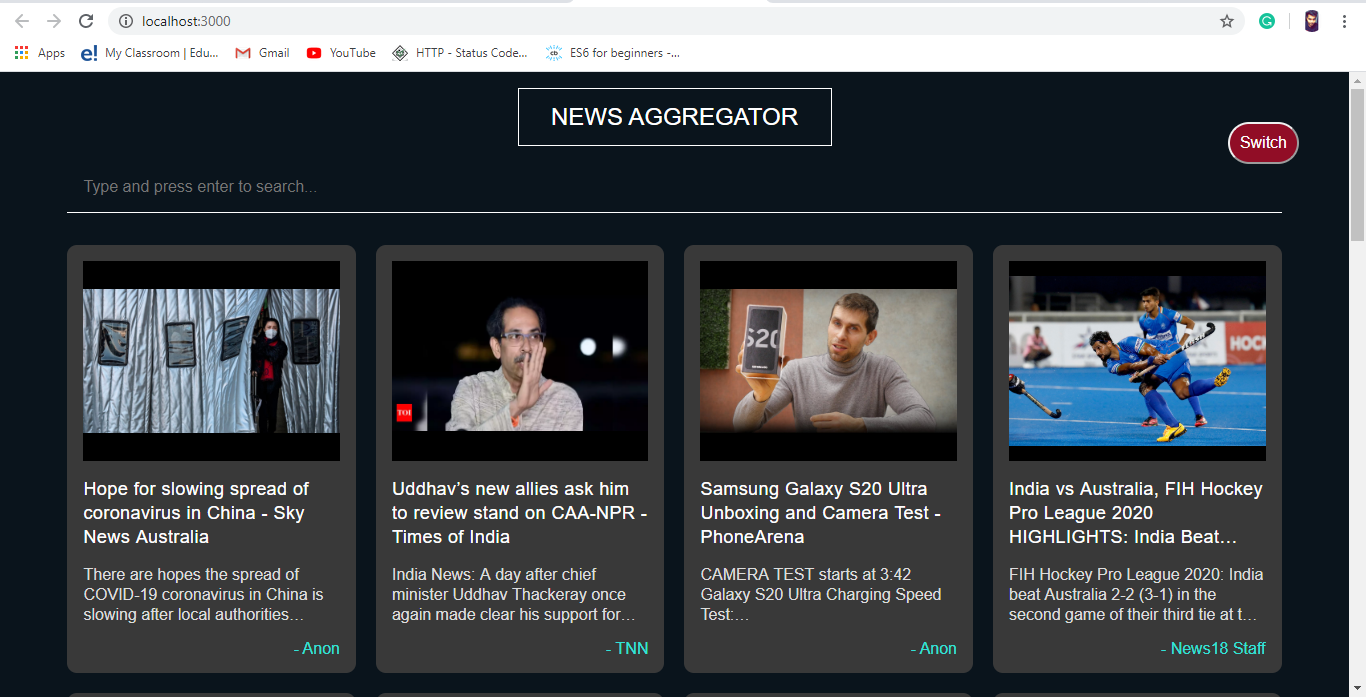 localhost:3000
Apps
e! My Classroom | Edu...
Gmail
YouTube
HTTP - Status Code...
cb ES6 for beginners -...
NEWS AGGREGATOR
Switch
Type and press enter to search...
Hope for slowing spread of
coronavirus in China - Sky
News Australia
There are hopes the spread of
COVID-19 coronavirus in China is
slowing after local authorities…
- Anon
TOI
Uddhav’s new allies ask him
to review stand on CAA-NPR -
Times of India
India News: A day after chief
minister Uddhav Thackeray once
again made clear his support for…
- TNN
S20
Samsung Galaxy S20 Ultra
Unboxing and Camera Test -
PhoneArena
CAMERA TEST starts at 3:42
Galaxy S20 Ultra Charging Speed
Test:…
- Anon
HOCK
India vs Australia, FIH Hockey
Pro League 2020
HIGHLIGHTS: India Beat…
FIH Hockey Pro League 2020: India
beat Australia 2-2 (3-1) in the
second game of their third tie at t…
- News18 Staff